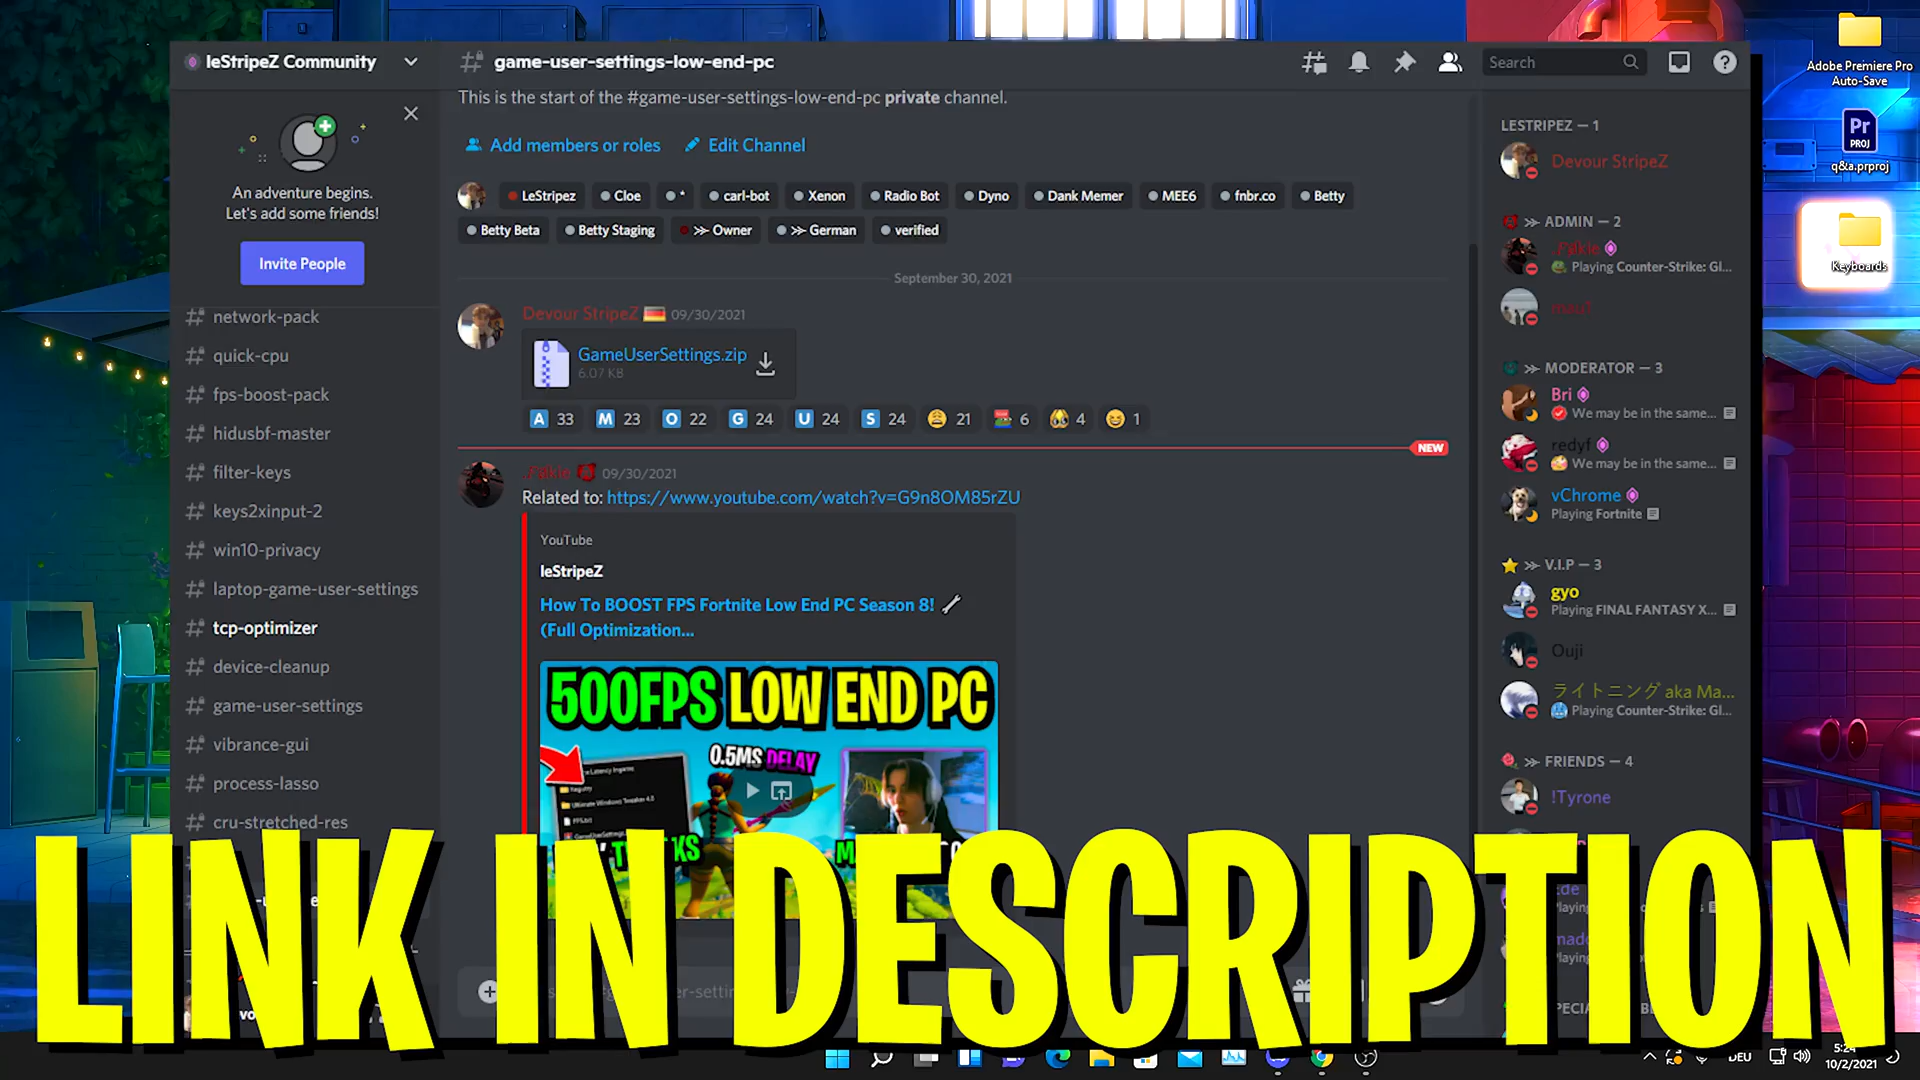 leStripeZ Community
game-user-settings-low-end-pc
Search
This is the start of the #game-user-settings-low-end-pc private channel.
Add members or roles
Edit Channel
LeStripez
Cloe
*
carl-bot
Xenon
Radio Bot
Dyno
Dank Memer
MEE6
fnbr.co
Betty
Betty Beta
Betty Staging
>> Owner
>> German
verified
An adventure begins.
Let's add some friends!
Invite People
network-pack
quick-cpu
fps-boost-pack
hidusbf-master
filter-keys
keys2xinput-2
win10-privacy
laptop-game-user-settings
tcp-optimizer
device-cleanup
game-user-settings
vibrance-gui
process-lasso
cru-stretched-res
September 30, 2021
Devour StripeZ 09/30/2021
GameUserSettings.zip
6.07 KB
A 33
M 23
O 22
G 24
U 24
S 24
21
6
4
1
NEW
09/30/2021
Related to: https://www.youtube.com/watch?v=G9n8OM85rZU
YouTube
leStripeZ
How To BOOST FPS Fortnite Low End PC Season 8!
(Full Optimization...
500FPS LOW END PC
0.5MS DELAY
LESTRIPEZ — 1
Devour StripeZ
>> ADMIN — 2
Playing Counter-Strike: Gl...
>> MODERATOR — 3
Bri
We may be in the same...
redyf
We may be in the same...
vChrome
Playing Fortnite
>> V.I.P — 3
gyo
Playing FINAL FANTASY X...
Ouji
ライトニング aka Ma...
Playing Counter-Strike: Gl...
>> FRIENDS — 4
!Tyrone
Adobe Premiere Pro
Auto-Save
Pr
PROJ
q&a.prproj
Keyboards
LINK IN DESCRIPTION
DEU
10/2/2021